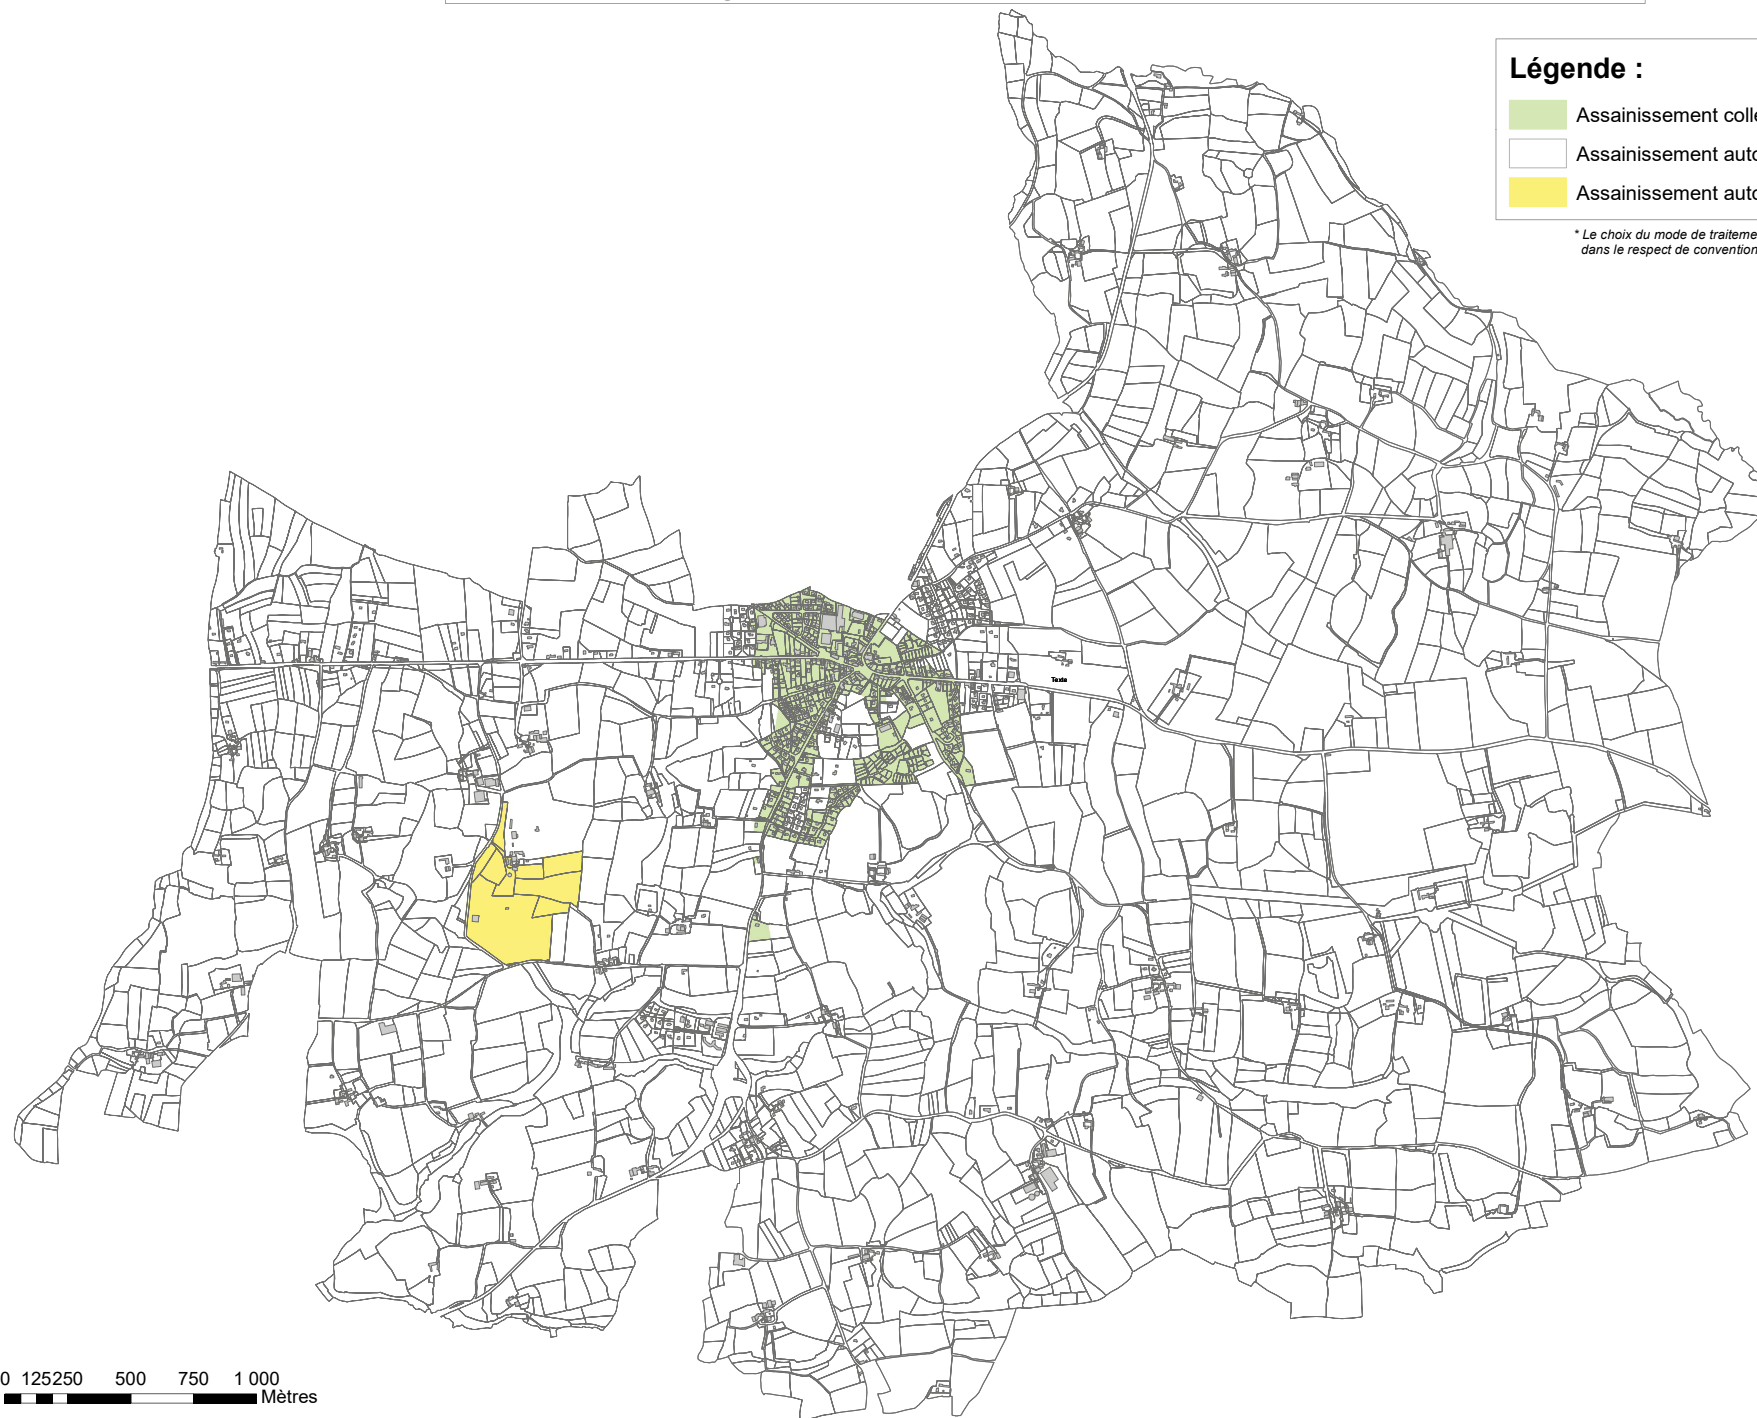 Légende :
Assainissement colle
Assainissement auto
Assainissement auto
* Le choix du mode de traiteme
dans le respect de convention
Texte
0 125250 500 750 1 000
Mètres